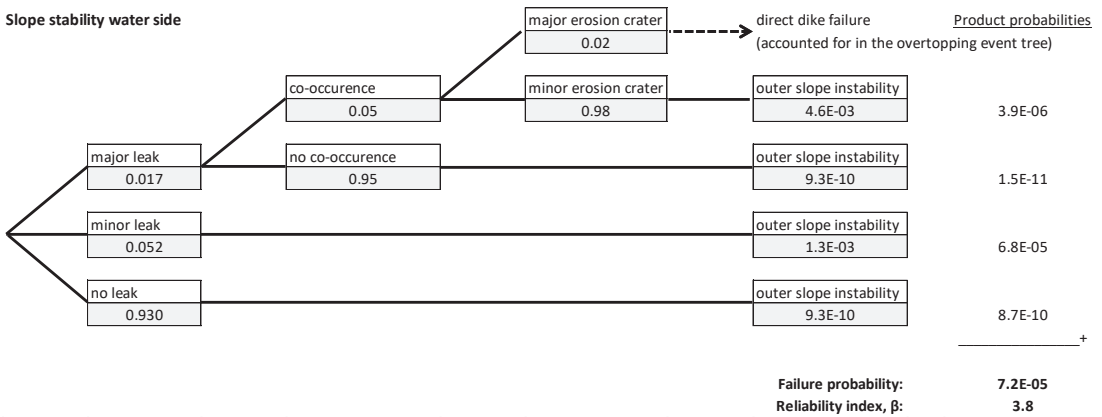 Slope stability water side
major erosion crater
0.02
direct dike failure
(accounted for in the overtopping event tree)
Product probabilities
co-occurence
0.05
minor erosion crater
0.98
outer slope instability
4.6E-03
3.9E-06
major leak
0.017
no co-occurence
0.95
outer slope instability
9.3E-10
1.5E-11
minor leak
0.052
outer slope instability
1.3E-03
6.8E-05
no leak
0.930
outer slope instability
9.3E-10
8.7E-10
+
Failure probability: 7.2E-05
Reliability index, β: 3.8